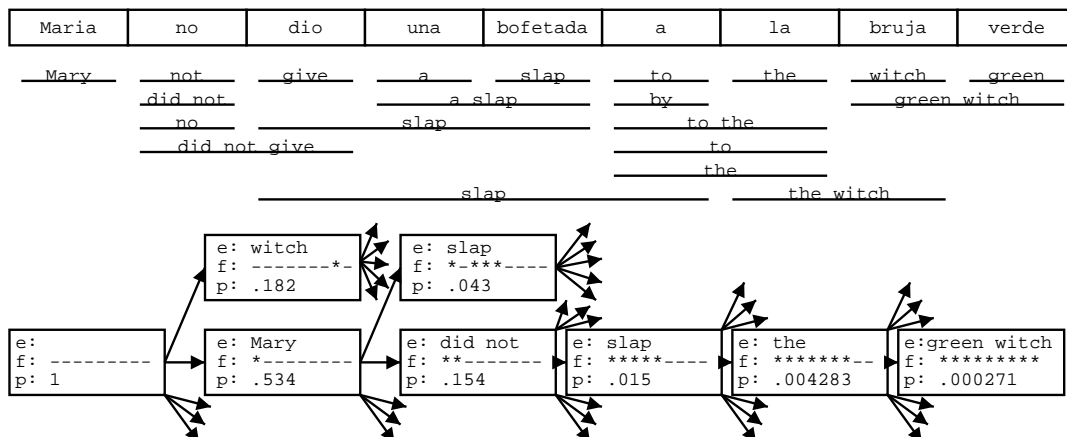 Maria no dio una bofetada a la bruja verde
Mary not give a slap to the witch green
did not a slap by green witch
no slap to the
did not give to
the
slap the witch
e: witch e: slap
f: -------*- f: *-***----
p: .182 p: .043
e: e: Mary e: did not e: slap e: the e:green witch
f: --------- f: *-------- f: **------- f: *****---- f: *******-- f: *********
p: 1 p: .534 p: .154 p: .015 p: .004283 p: .000271